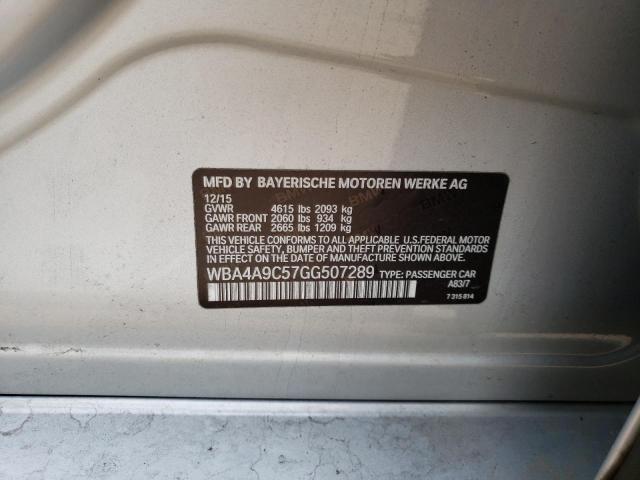 MFD BY BAYERISCHE MOTOREN WERKE AG
12/15
GVWR 4615 lbs 2093 kg
GAWR FRONT 2060 lbs 934 kg
GAWR REAR 2665 lbs 1209 kg
THIS VEHICLE CONFORMS TO ALL APPLICABLE U.S.FEDERAL MOTOR
VEHICLE SAFETY, BUMPER AND THEFT PREVENTION STANDARDS
IN EFFECT ON THE DATE OF MANUFACTURE SHOWN ABOVE.
WBA4A9C57GG507289 TYPE: PASSENGER CAR
A83/7
7 315 814